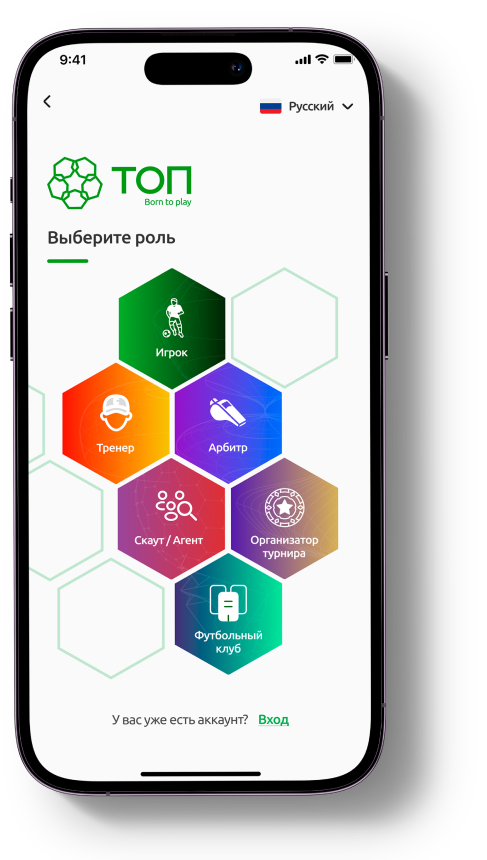 9:41
Русский
ТОП
Born to play
Выберите роль
Игрок
Тренер
Арбитр
Скаут / Агент
Организатор
турнира
Футбольный
клуб
У вас уже есть аккаунт? Вход